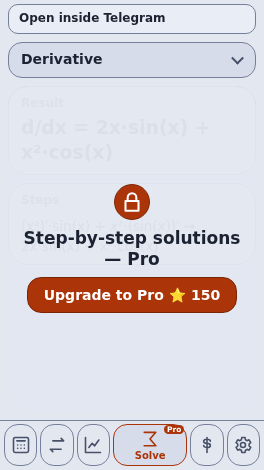 Open inside Telegram
Derivative
Result
d/dx = 2x·sin(x) +
x²·cos(x)
Steps
Step-by-step solutions
— Pro
Upgrade to Pro ⭐ 150
Pro
Solve